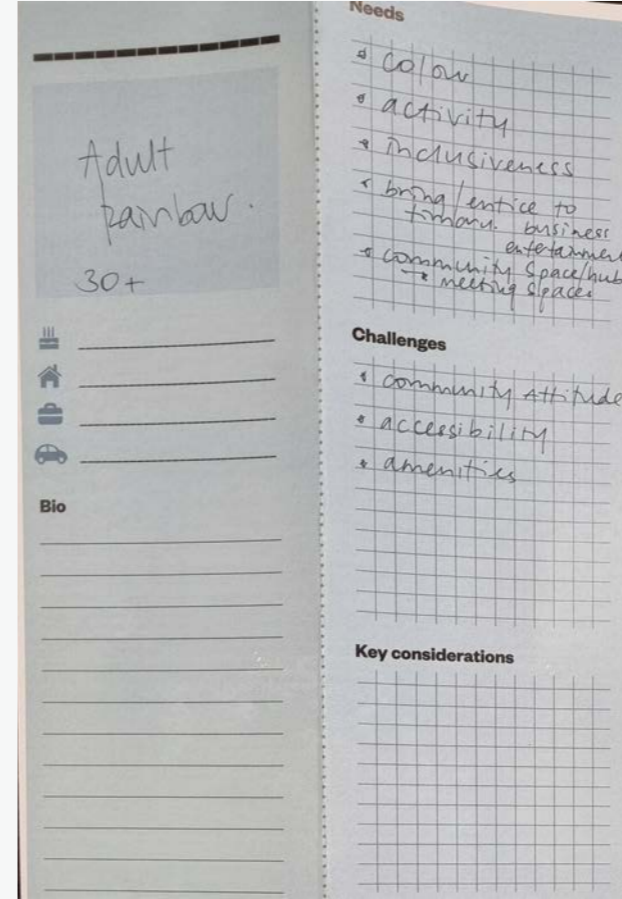 Adult
Rainbow.
30+
Bio
Needs
* colour
* activity
* inclusiveness
* bring/entice to
timaru. business
entertainment
* community space/hub
→ * meeting spaces
Challenges
* community Attitude
* accessibility
* amenities
Key considerations